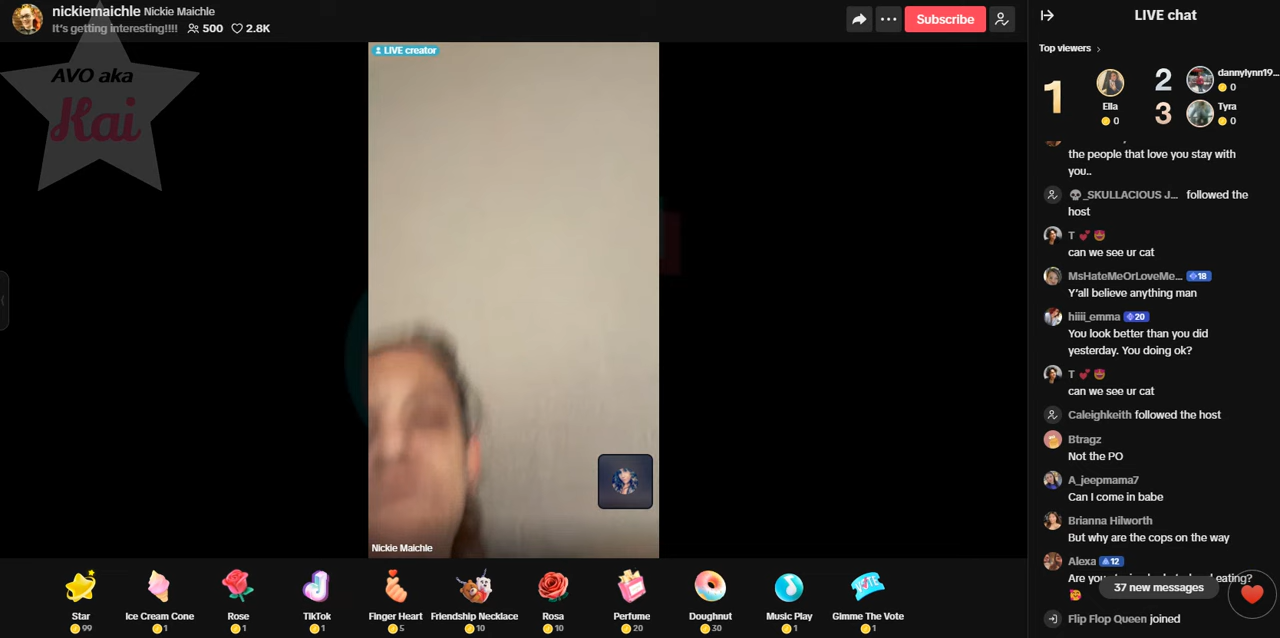 nickiemaichle Nickie Maichle
It's getting interesting!!!! 500 2.8K
Subscribe
AVO aka
Kai
LIVE creator
Nickie Maichle
Star
99
Ice Cream Cone
1
Rose
1
TikTok
1
Finger Heart
5
Friendship Necklace
10
Rosa
10
Perfume
20
Doughnut
30
Music Play
1
VOTE
Gimme The Vote
1
LIVE chat
Top viewers
1
Ella
0
2
dannylynn19...
0
3
Tyra
0
the people that love you stay with
you..
_SKULLACIOUS J... followed the
host
T
can we see ur cat
MsHateMeOrLoveMe... 18
Y'all believe anything man
hiiii_emma 20
You look better than you did
yesterday. You doing ok?
T
can we see ur cat
Caleighkeith followed the host
Btragz
Not the PO
A_jeepmama7
Can I come in babe
Brianna Hilworth
But why are the cops on the way
Alexa 12
Are you eating?
37 new messages
Flip Flop Queen joined